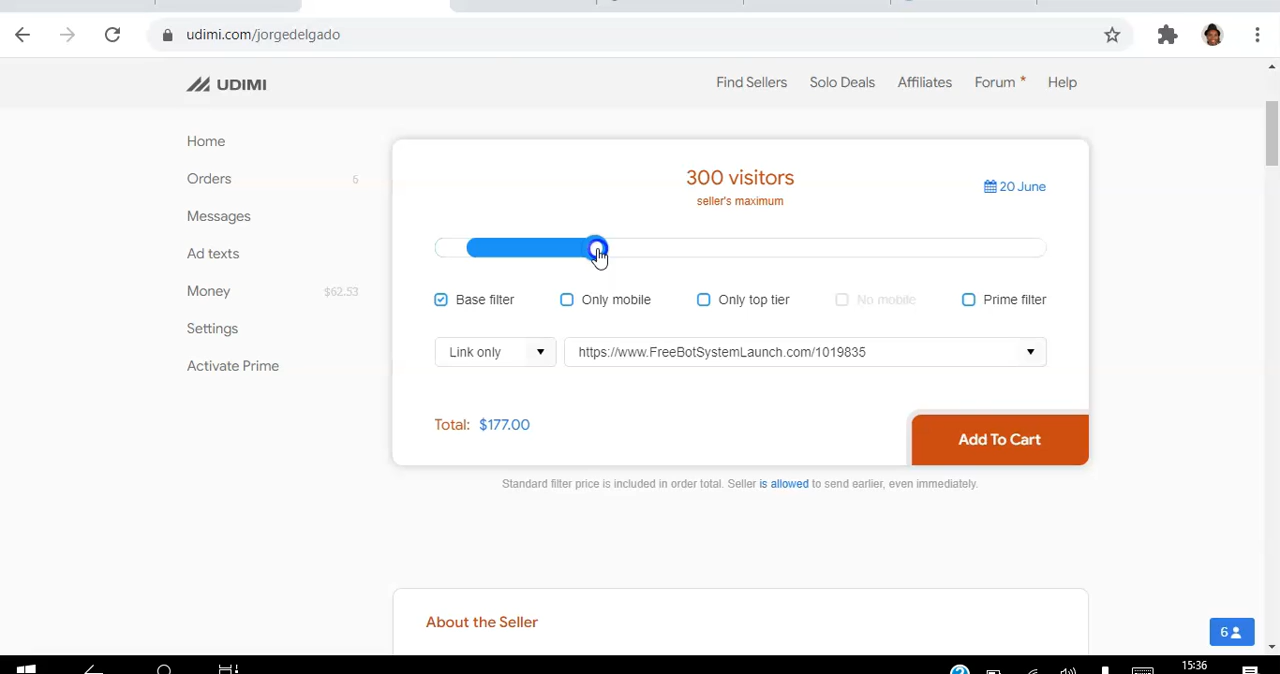 udimi.com/jorgedelgado
UDIMI
Find Sellers Solo Deals Affiliates Forum * Help
Home
Orders 6
Messages
Ad texts
Money $62.53
Settings
Activate Prime
300 visitors
seller's maximum
20 June
Base filter Only mobile Only top tier No mobile Prime filter
Link only https://www.FreeBotSystemLaunch.com/1019835
Total: $177.00
Add To Cart
Standard filter price is included in order total. Seller is allowed to send earlier, even immediately.
About the Seller
6
15:36